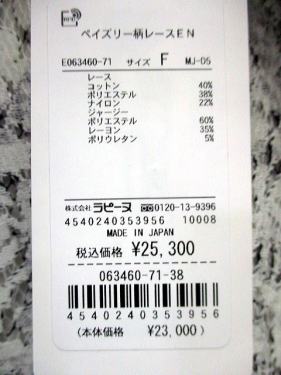 ペイズリー柄レースEN
E063460-71 サイズ F MJ-05
レース
コットン 40%
ポリエステル 38%
ナイロン 22%
ジャージー
ポリエステル 60%
レーヨン 35%
ポリウレタン 5%
株式会社 ラピーヌ 0120-13-9396
4540240353956 10008
MADE IN JAPAN
税込価格 ¥25,300
063460-71-38
4540240353956
(本体価格 ¥23,000)